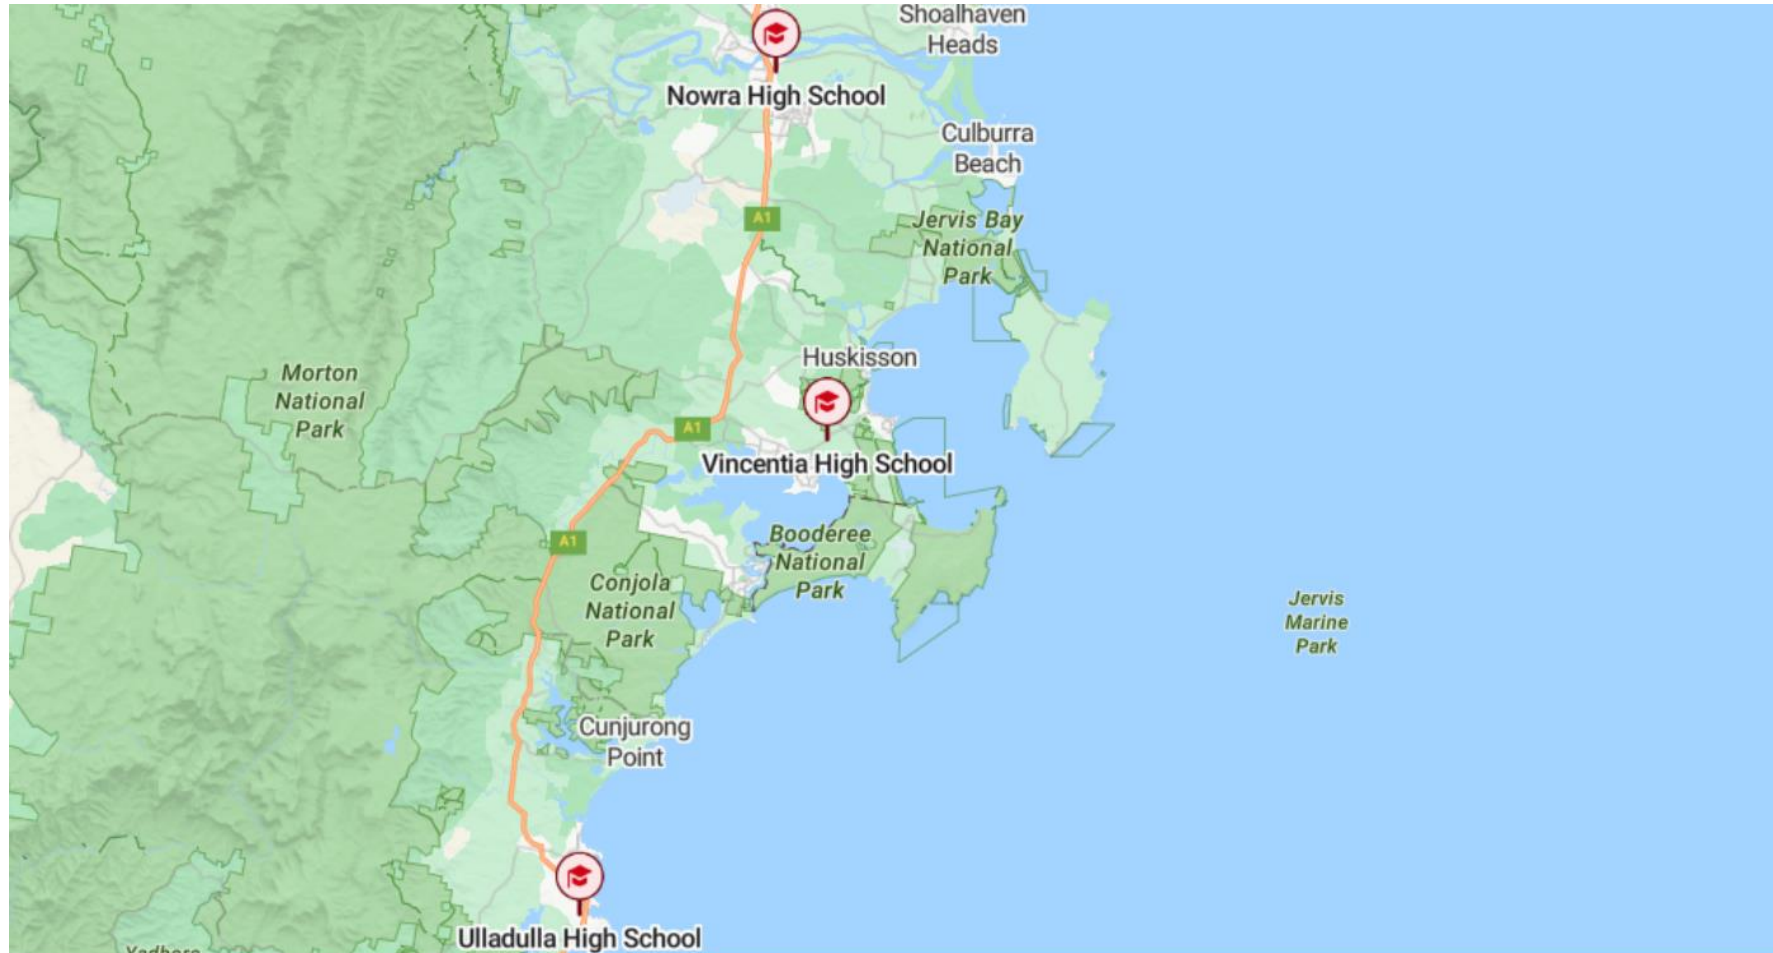 Shoalhaven
Heads
Nowra High School
Culburra
Beach
A1
Jervis Bay
National
Park
Huskisson
Morton
National
Park
A1
Vincentia High School
A1
Booderee
National
Park
Conjola
National
Park
Jervis
Marine
Park
Cunjurong
Point
Ulladulla High School